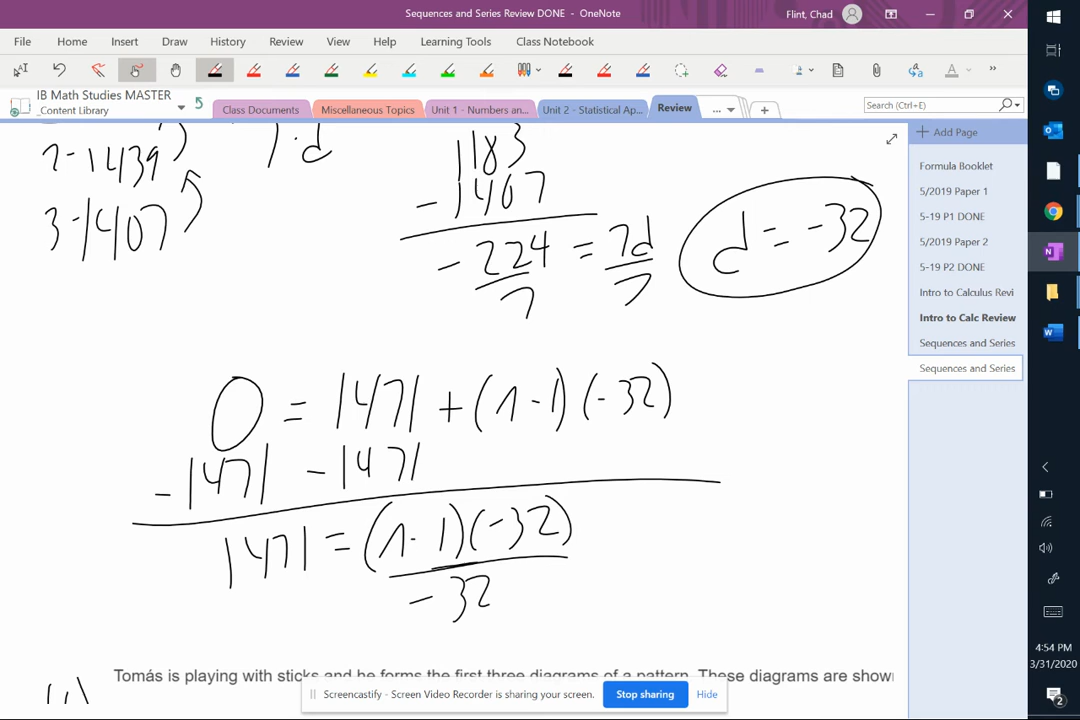 Sequences and Series Review DONE - OneNote
Flint, Chad
File Home Insert Draw History Review View Help Learning Tools Class Notebook
IB Math Studies MASTER
_Content Library
Class Documents
Miscellaneous Topics
Unit 1 - Numbers an...
Unit 2 - Statistical Ap...
Review
...
Search (Ctrl+E)
Add Page
Formula Booklet
5/2019 Paper 1
5-19 P1 DONE
5/2019 Paper 2
5-19 P2 DONE
Intro to Calculus Revi
Intro to Calc Review
Sequences and Series
Sequences and Series
2-1439
1·d
3-1407
1183
- 1407
- 224 = 7d
7 7
d = -32
0 = 1471 + (n-1)(-32)
-1471 -1471
1471 = (n-1)(-32)
-32
Tomás is playing with sticks and he forms the first three diagrams of a pattern. These diagrams are shown
Screencastify - Screen Video Recorder is sharing your screen.
Stop sharing
Hide
4:54 PM
3/31/2020
2